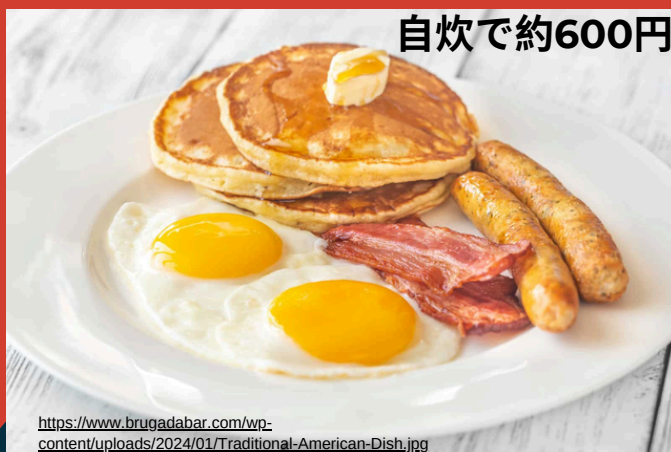 自炊で約600円
https://www.brugadabar.com/wp-
content/uploads/2024/01/Traditional-American-Dish.jpg